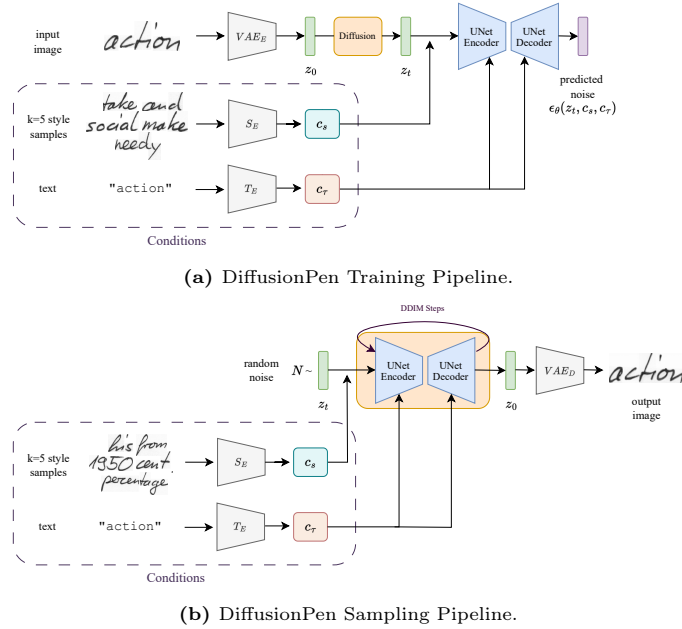 input
image
action
VAE_E
z_0
Diffusion
z_t
UNet
Encoder
UNet
Decoder
predicted
noise
ϵ_θ(z_t, c_s, c_τ)
k=5 style
samples
take and
social make
needy
S_E
c_s
text
"action"
T_E
c_τ
Conditions
(a) DiffusionPen Training Pipeline.
DDIM Steps
random
noise
N ~
z_t
UNet
Encoder
UNet
Decoder
z_0
VAE_D
action
output
image
k=5 style
samples
his from
1950 cent.
percentage
S_E
c_s
text
"action"
T_E
c_τ
Conditions
(b) DiffusionPen Sampling Pipeline.